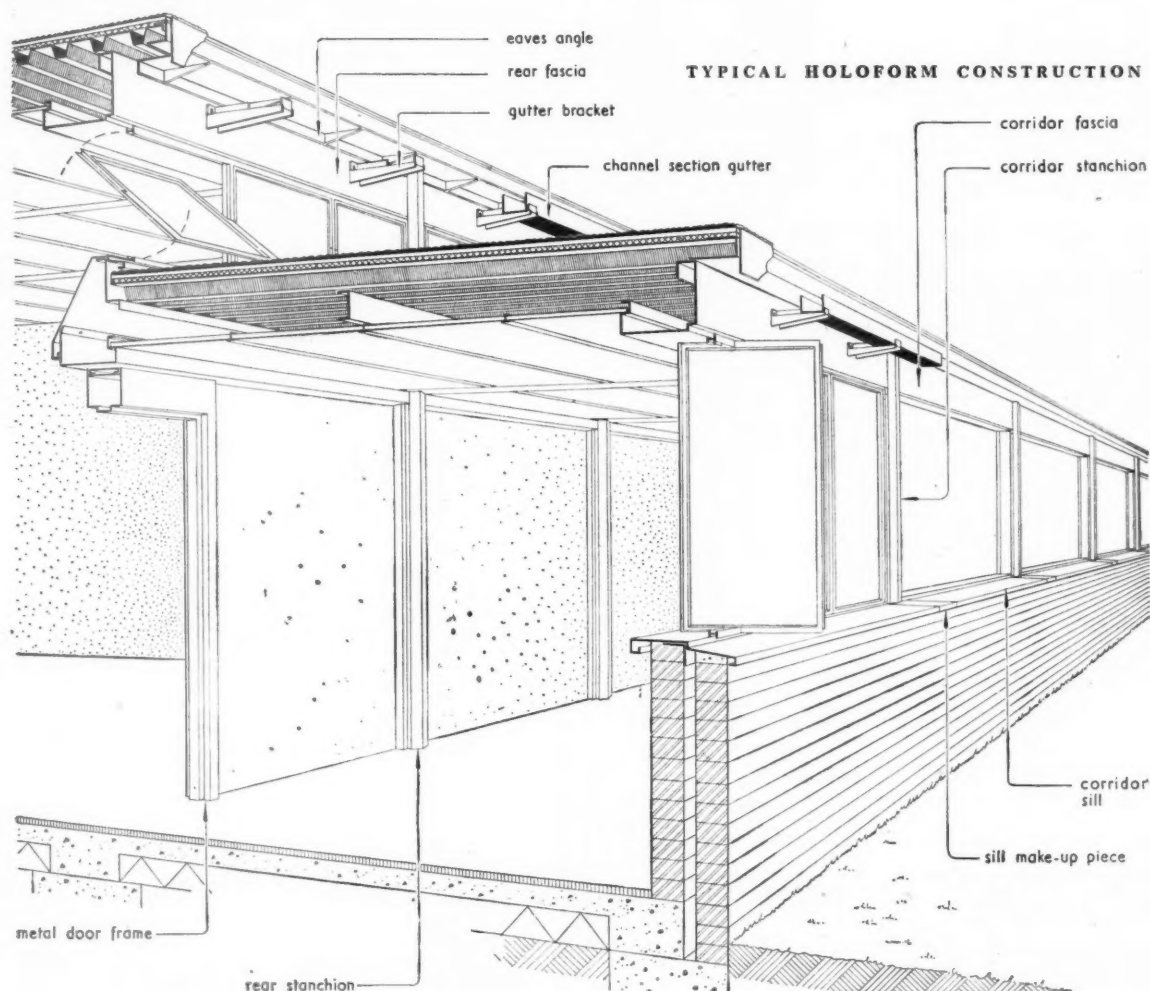 eaves angle
rear fascia
gutter bracket
channel section gutter
TYPICAL HOLOFORM CONSTRUCTION
corridor fascia
corridor stanchion
corridor
sill
sill make-up piece
metal door frame
rear stanchion